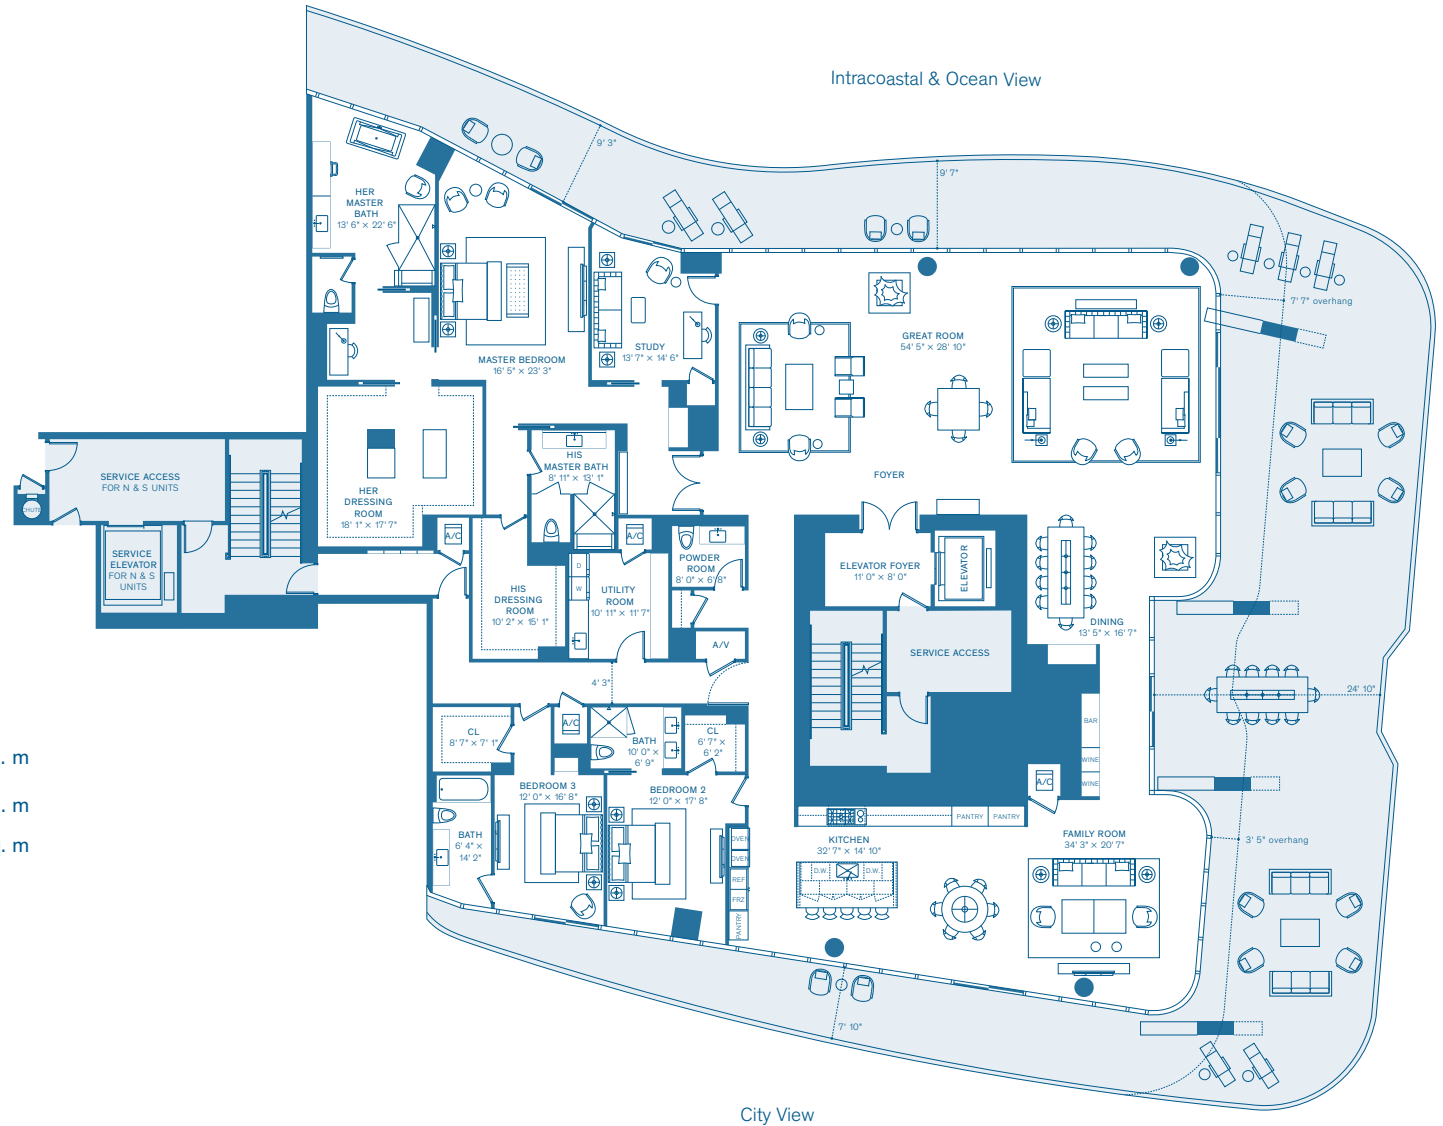 Intracoastal & Ocean View
9' 3"
9' 7"
HER
MASTER
BATH
13' 6" × 22' 6"
7' 7" overhang
GREAT ROOM
54' 5" × 28' 10"
STUDY
13' 7" × 14' 6"
MASTER BEDROOM
16' 5" × 23' 3"
HIS
MASTER BATH
8' 11" × 13' 1"
FOYER
SERVICE ACCESS
FOR N & S UNITS
CHUTE
HER
DRESSING
ROOM
18' 1" × 17' 7"
A/C
A/C
SERVICE
ELEVATOR
FOR N & S
UNITS
POWDER
ROOM
8' 0" × 6' 8"
ELEVATOR FOYER
11' 0" × 8' 0"
ELEVATOR
D
W
HIS
DRESSING
ROOM
10' 2" × 15' 1"
UTILITY
ROOM
10' 11" × 11' 7"
DINING
13' 5" × 16' 7"
A/V
SERVICE ACCESS
4' 3"
24' 10"
BAR
WINE
WINE
CL
8' 7" × 7' 1"
A/C
BATH
10' 0" ×
6' 9"
CL
6' 7" ×
6' 2"
. m
. m
. m
BEDROOM 3
12' 0" × 16' 8"
BEDROOM 2
12' 0" × 17' 8"
A/C
PANTRY
PANTRY
BATH
6' 4" ×
14' 2"
OVEN
OVEN
REF
FRZ
PANTRY
KITCHEN
32' 7" × 14' 10"
D.W.
D.W.
FAMILY ROOM
34' 3" × 20' 7"
3' 5" overhang
7' 10"
City View